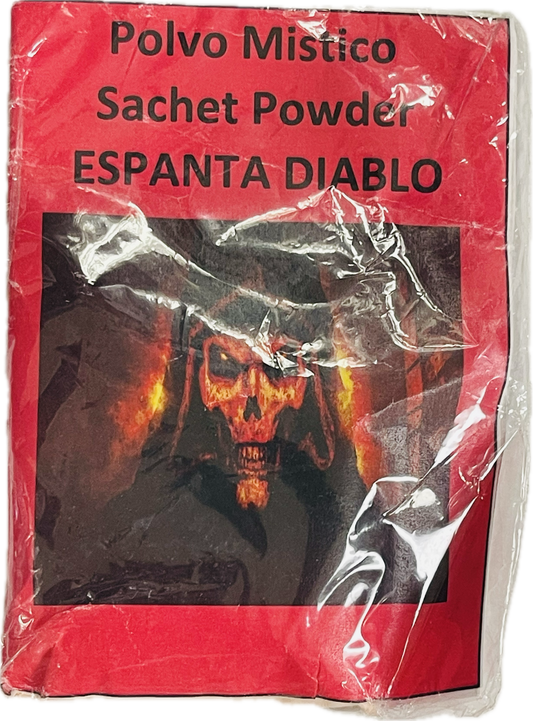 Polvo Mistico
Sachet Powder
ESPANTA DIABLO